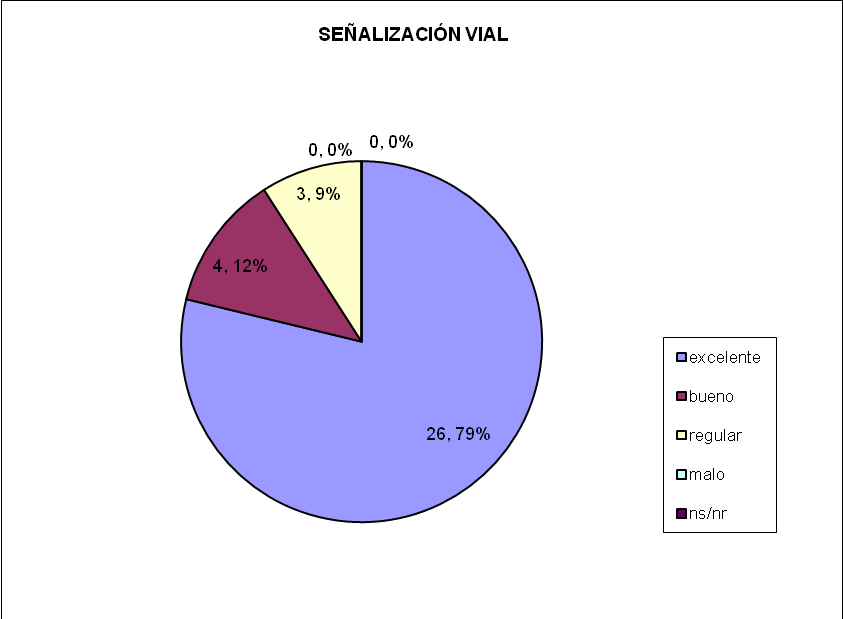 SEÑALIZACIÓN VIAL
0, 0%
0, 0%
3, 9%
4, 12%
26, 79%
excelente
bueno
regular
malo
ns/nr